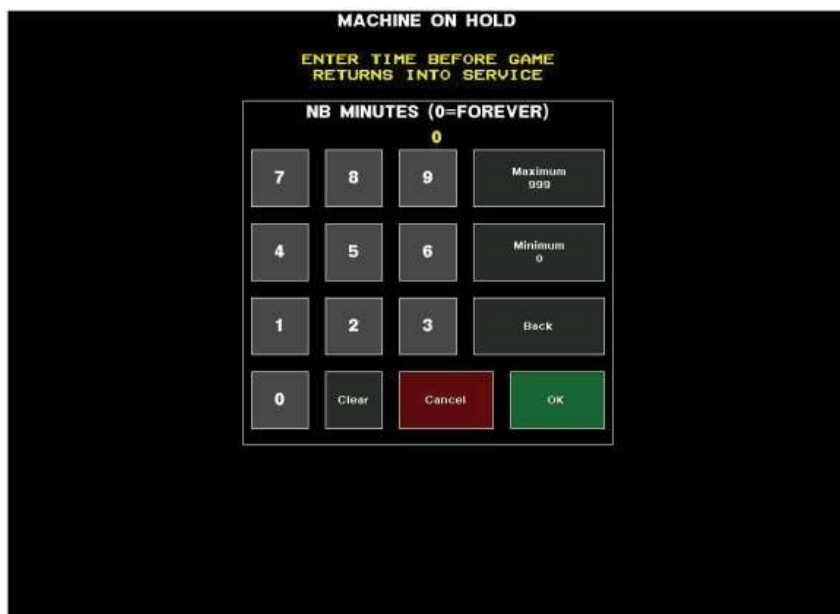 MACHINE ON HOLD
ENTER TIME BEFORE GAME
RETURNS INTO SERVICE
NB MINUTES (0=FOREVER)
0
7 8 9 Maximum
999
4 5 6 Minimum
0
1 2 3 Back
0 Clear Cancel OK